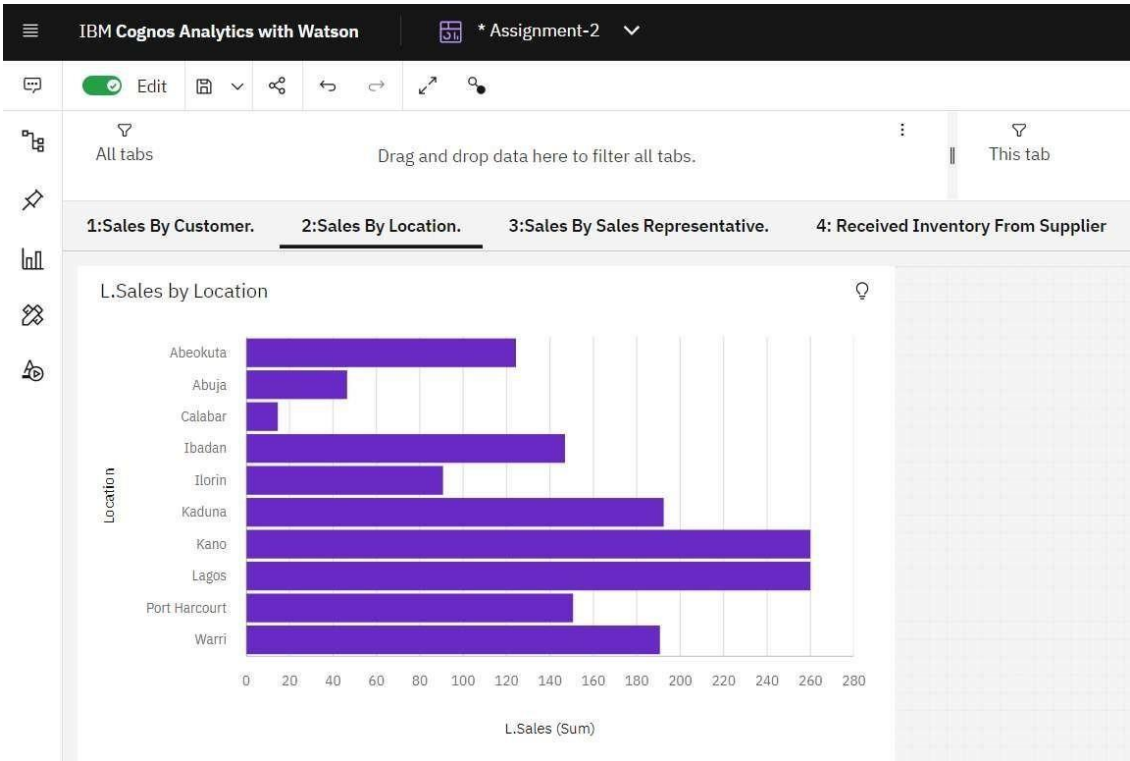 IBM Cognos Analytics with Watson
* Assignment-2
Edit
All tabs
Drag and drop data here to filter all tabs.
This tab
1:Sales By Customer. 2:Sales By Location. 3:Sales By Sales Representative. 4: Received Inventory From Supplier
L.Sales by Location
Location
Abeokuta
Abuja
Calabar
Ibadan
Ilorin
Kaduna
Kano
Lagos
Port Harcourt
Warri
0 20 40 60 80 100 120 140 160 180 200 220 240 260 280
L.Sales (Sum)